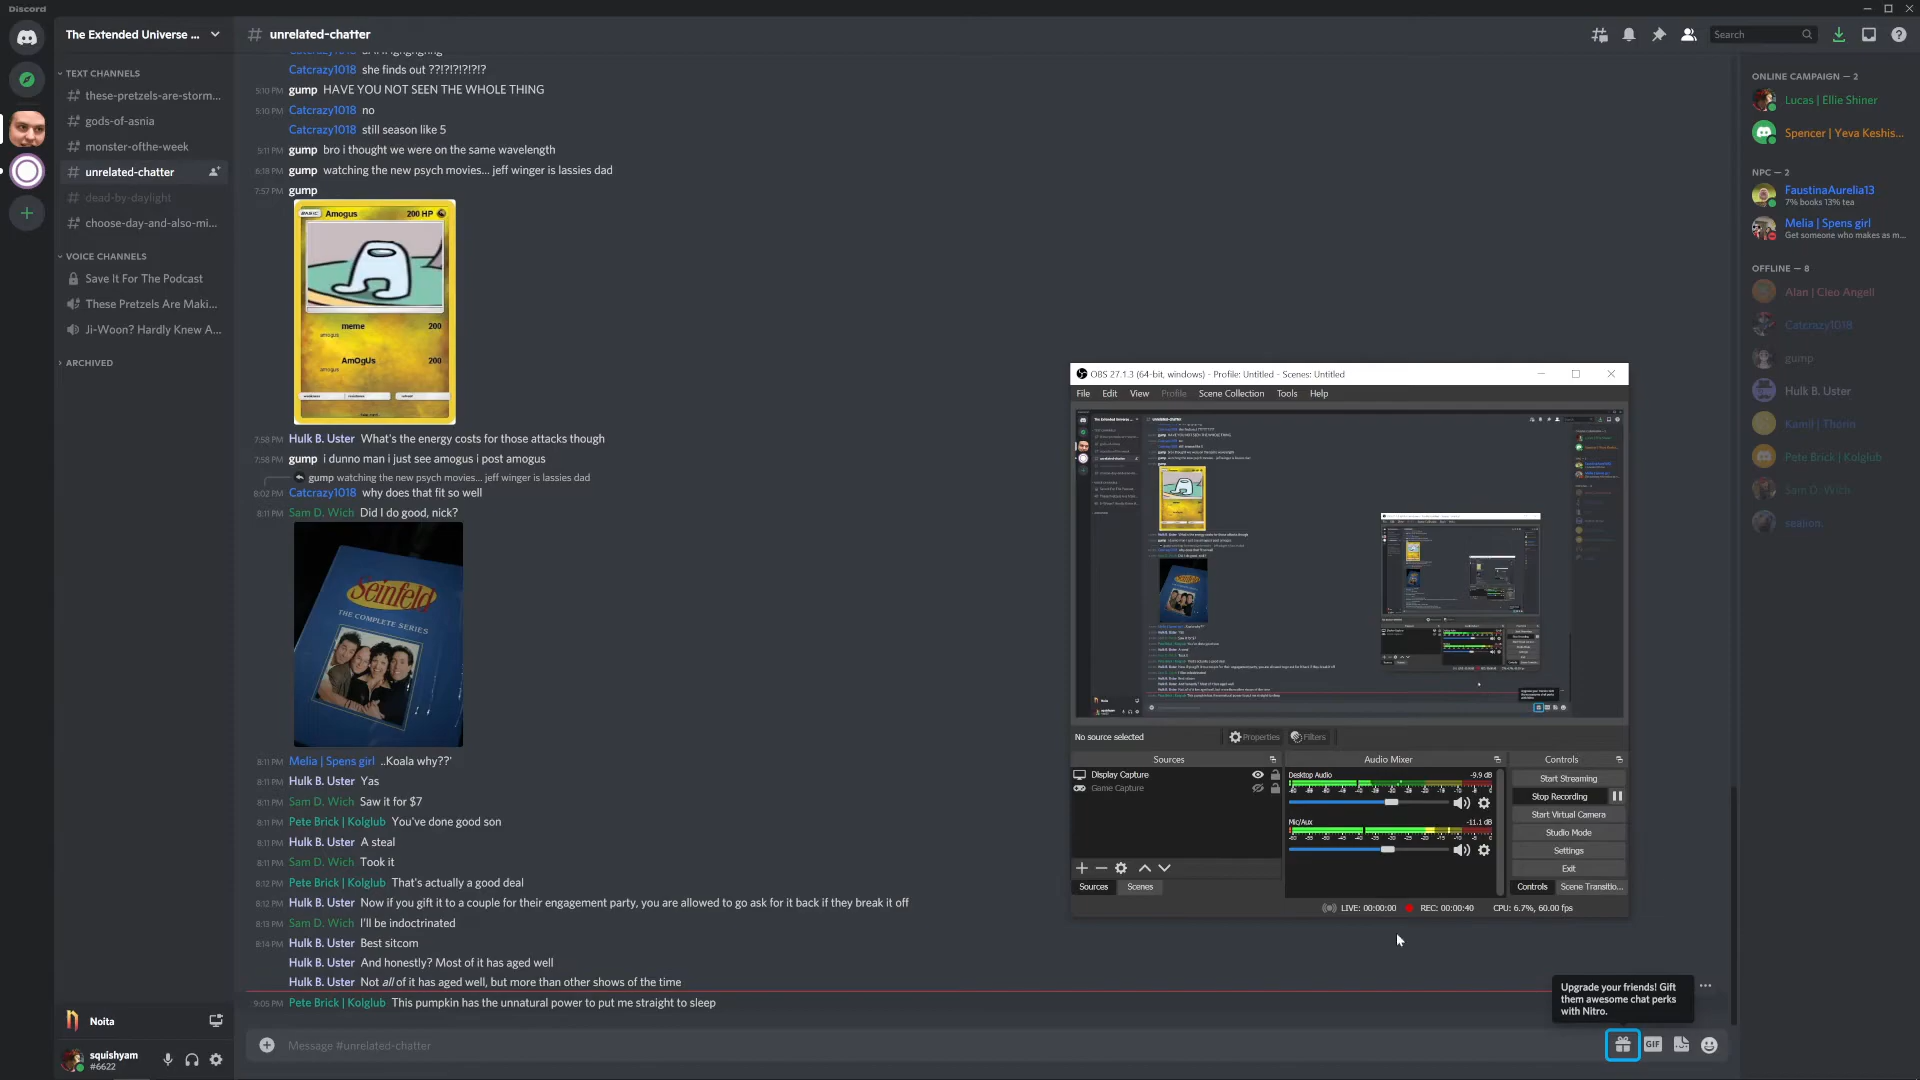 Discord
The Extended Universe ...
unrelated-chatter
Search
TEXT CHANNELS
these-pretzels-are-storm...
gods-of-asnia
monster-ofthe-week
unrelated-chatter
dead-by-daylight
choose-day-and-also-mi...
VOICE CHANNELS
Save It For The Podcast
These Pretzels Are Maki...
Ji-Woon? Hardly Knew A...
ARCHIVED
Noita
squishyam
#6622
Catcrazy1018 she finds out ??!?!?!?!?!?
5:10 PM gump HAVE YOU NOT SEEN THE WHOLE THING
5:10 PM Catcrazy1018 no
Catcrazy1018 still season like 5
5:11 PM gump bro i thought we were on the same wavelength
6:18 PM gump watching the new psych movies... jeff winger is lassies dad
7:57 PM gump
BASIC Amogus 200 HP
meme 200
amogus
AmOgUs 200
amogus
7:58 PM Hulk B. Uster What's the energy costs for those attacks though
7:58 PM gump i dunno man i just see amogus i post amogus
gump watching the new psych movies... jeff winger is lassies dad
8:02 PM Catcrazy1018 why does that fit so well
8:11 PM Sam D. Wich Did I do good, nick?
Seinfeld
THE COMPLETE SERIES
8:11 PM Melia | Spens girl ..Koala why??'
8:11 PM Hulk B. Uster Yas
8:11 PM Sam D. Wich Saw it for $7
8:11 PM Pete Brick | Kolglub You've done good son
8:11 PM Hulk B. Uster A steal
8:11 PM Sam D. Wich Took it
8:12 PM Pete Brick | Kolglub That's actually a good deal
8:12 PM Hulk B. Uster Now if you gift it to a couple for their engagement party, you are allowed to go ask for it back if they break it off
8:13 PM Sam D. Wich I'll be indoctrinated
8:14 PM Hulk B. Uster Best sitcom
Hulk B. Uster And honestly? Most of it has aged well
Hulk B. Uster Not all of it has aged well, but more than other shows of the time
9:05 PM Pete Brick | Kolglub This pumpkin has the unnatural power to put me straight to sleep
Message #unrelated-chatter
GIF
Upgrade your friends! Gift
them awesome chat perks
with Nitro.
OBS 27.1.3 (64-bit, windows) - Profile: Untitled - Scenes: Untitled
File Edit View Profile Scene Collection Tools Help
No source selected
Properties
Filters
Sources
Display Capture
Game Capture
Sources
Scenes
Audio Mixer
Desktop Audio -9.9 dB
Mic/Aux -11.1 dB
Controls
Start Streaming
Stop Recording
Start Virtual Camera
Studio Mode
Settings
Exit
Controls
Scene Transitio...
LIVE: 00:00:00
REC: 00:00:40
CPU: 6.7%, 60.00 fps
ONLINE CAMPAIGN — 2
Lucas | Ellie Shiner
Spencer | Yeva Keshis...
NPC — 2
FaustinaAurelia13
7% books 13% tea
Melia | Spens girl
Get someone who makes as m...
OFFLINE — 8
Alan | Cleo Angell
Catcrazy1018
gump
Hulk B. Uster
Kamil | Thorin
Pete Brick | Kolglub
Sam D. Wich
sealion.